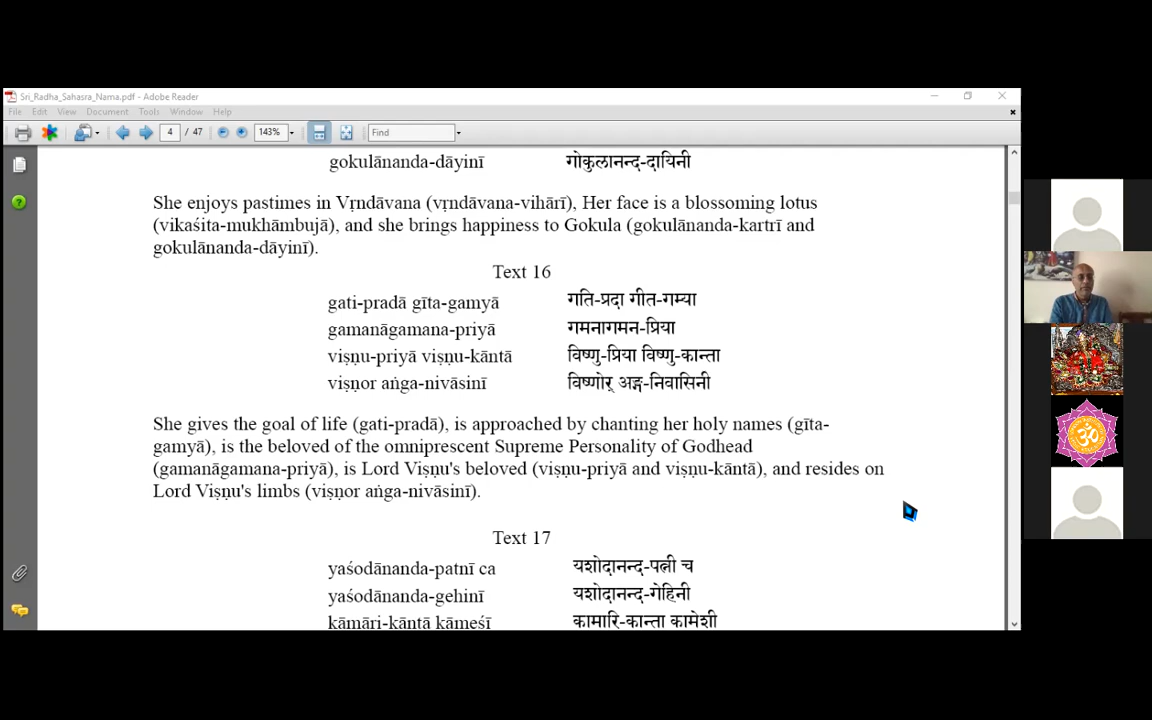 Sri_Radha_Sahasra_Nama.pdf - Adobe Reader
File Edit View Document Tools Window Help
4 / 47 143% Find
gokulānanda-dāyinī गोकुलानन्द-दायिनी
She enjoys pastimes in Vṛndāvana (vṛndāvana-vihārī), Her face is a blossoming lotus
(vikaśita-mukhāmbujā), and she brings happiness to Gokula (gokulānanda-kartrī and
gokulānanda-dāyinī).
Text 16
gati-pradā gīta-gamyā गति-प्रदा गीत-गम्या
gamanāgamana-priyā गमनागमन-प्रिया
viṣṇu-priyā viṣṇu-kāntā विष्णु-प्रिया विष्णु-कान्ता
viṣṇor aṅga-nivāsinī विष्णोर् अङ्ग-निवासिनी
She gives the goal of life (gati-pradā), is approached by chanting her holy names (gīta-
gamyā), is the beloved of the omniprescent Supreme Personality of Godhead
(gamanāgamana-priyā), is Lord Viṣṇu's beloved (viṣṇu-priyā and viṣṇu-kāntā), and resides on
Lord Viṣṇu's limbs (viṣṇor aṅga-nivāsinī).
Text 17
yaśodānanda-patnī ca यशोदानन्द-पत्नी च
yaśodānanda-gehinī यशोदानन्द-गेहिनी
kāmāri-kāntā kāmeśī कामारि-कान्ता कामेशी
ॐ